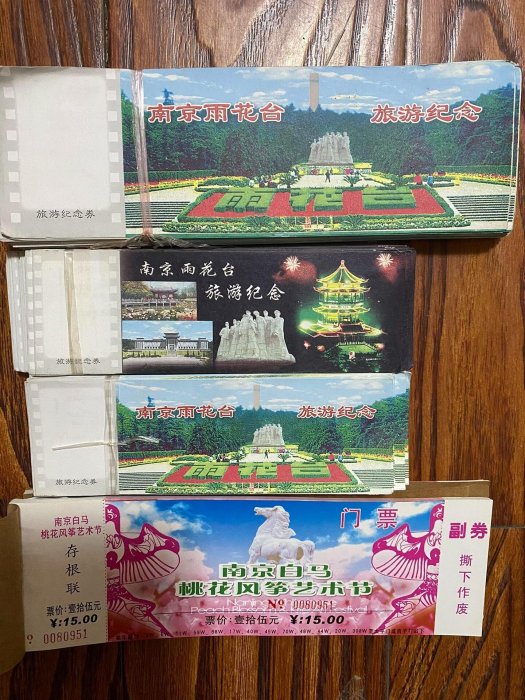 南京雨花台 旅游纪念
雨花台
旅游纪念券
南京雨花台
旅游纪念
旅游纪念券
南京雨花台 旅游纪念
雨花台
旅游纪念券
南京白马
桃花风筝艺术节
存根联
票价:壹拾伍元
¥:15.00
№ 0080951
门票
南京白马
桃花风筝艺术节
№ 0080951
票价:壹拾伍元 ¥:15.00
副券
撕下作废